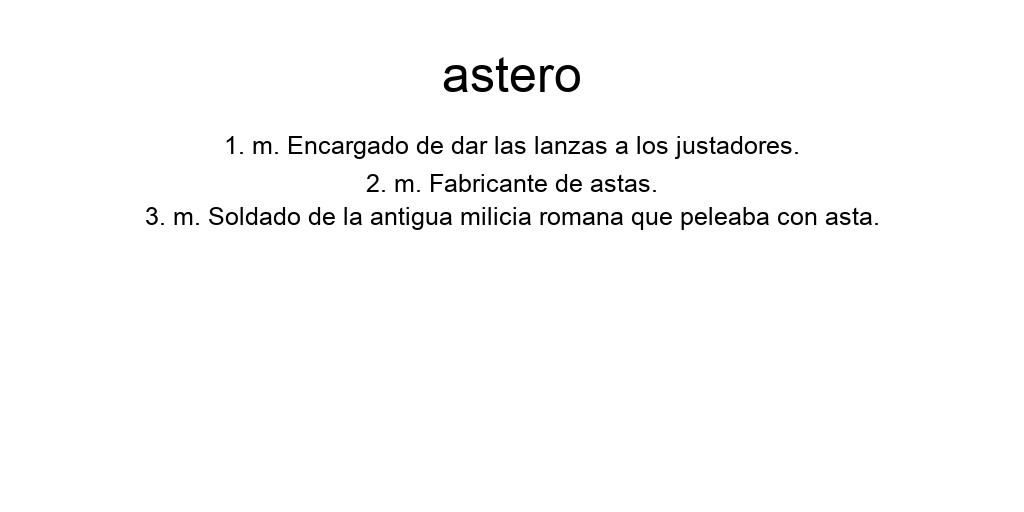 astero
1. m. Encargado de dar las lanzas a los justadores.
2. m. Fabricante de astas.
3. m. Soldado de la antigua milicia romana que peleaba con asta.